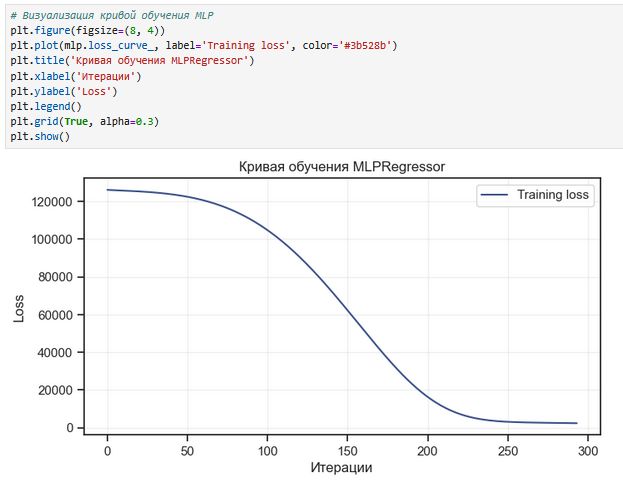 # Визуализация кривой обучения MLP
plt.figure(figsize=(8, 4))
plt.plot(mlp.loss_curve_, label='Training loss', color='#3b528b')
plt.title('Кривая обучения MLPRegressor')
plt.xlabel('Итерации')
plt.ylabel('Loss')
plt.legend()
plt.grid(True, alpha=0.3)
plt.show()
Кривая обучения MLPRegressor
Training loss
120000
100000
80000
60000
40000
20000
0
Loss
0 50 100 150 200 250 300
Итерации